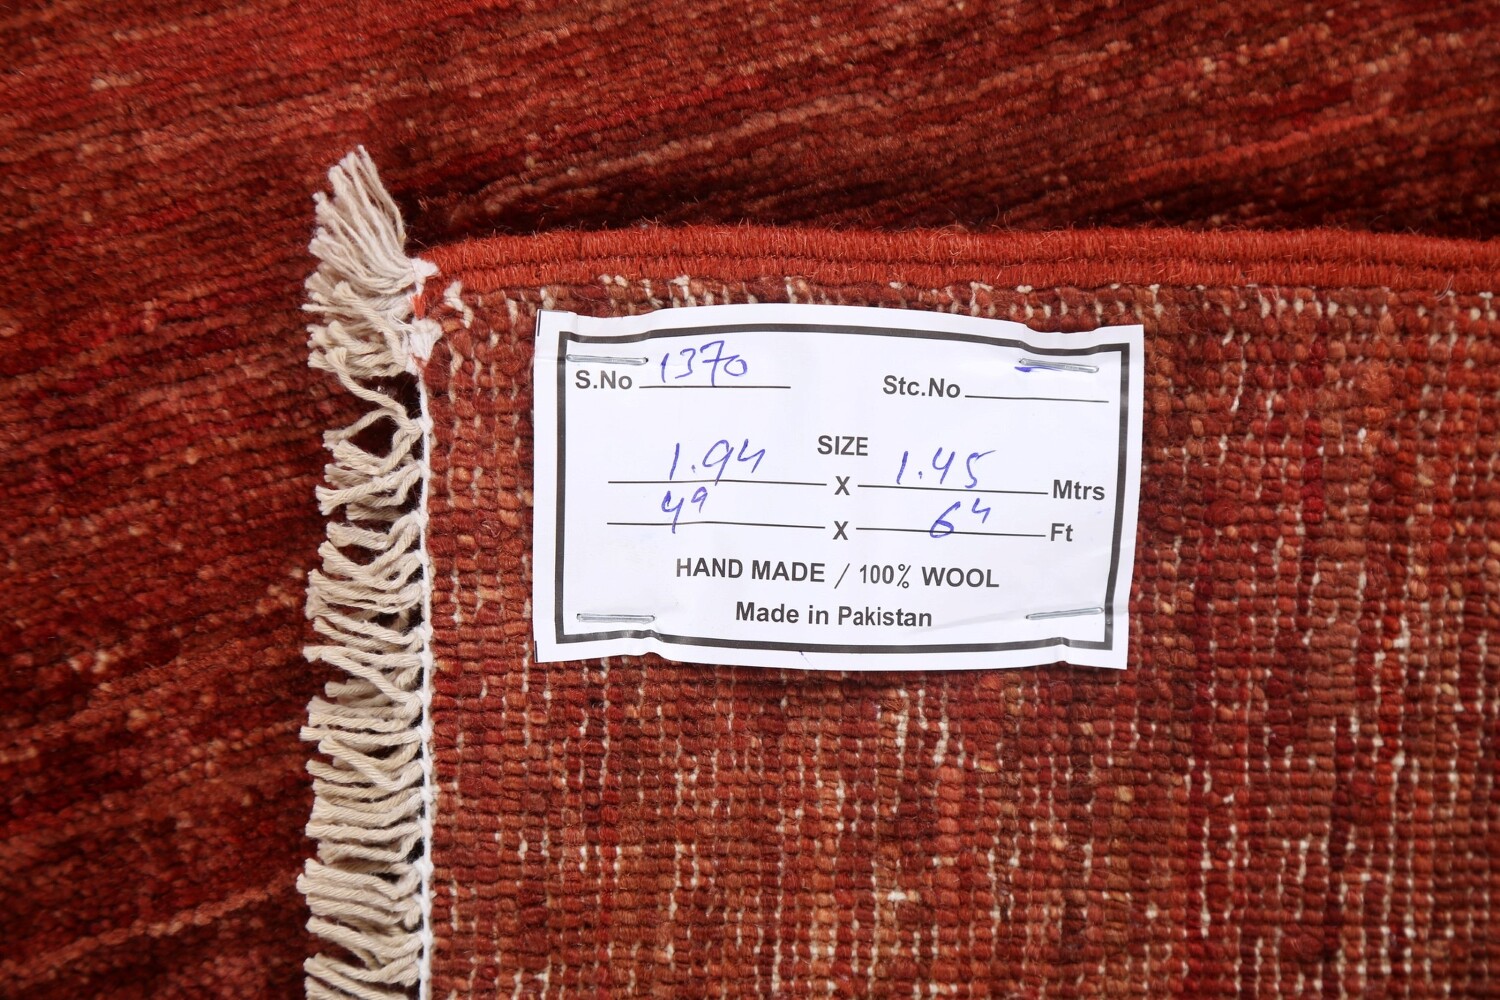 S.No 1370 Stc.No
SIZE
1.94 X 1.45 Mtrs
4⁹ X 6⁴ Ft
HAND MADE / 100% WOOL
Made in Pakistan